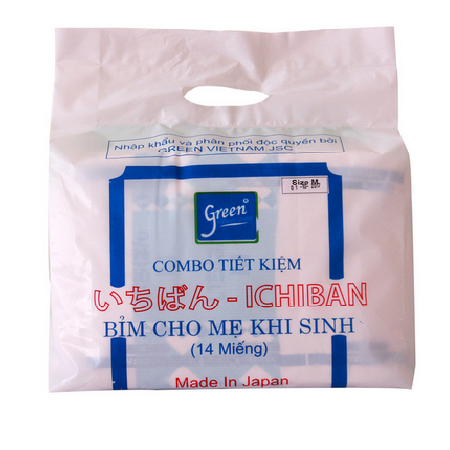 Nhập khẩu và phân phối độc quyền bởi
GREEN VIETNAM JSC
Size M.
green
COMBO TIẾT KIỆM
いちばん - ICHIBAN
BỈM CHO MẸ KHI SINH
(14 Miếng)
Made In Japan